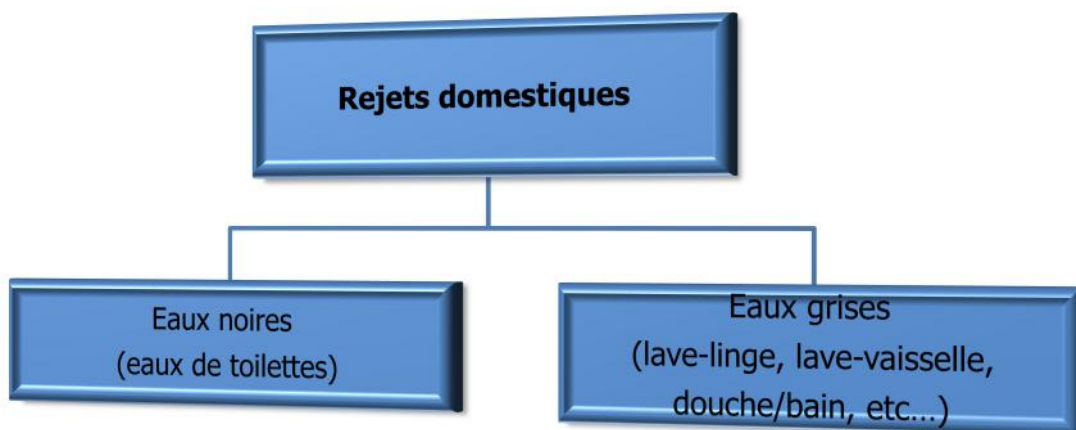 Rejets domestiques
Eaux noires
(eaux de toilettes)
Eaux grises
(lave-linge, lave-vaisselle,
douche/bain, etc...)